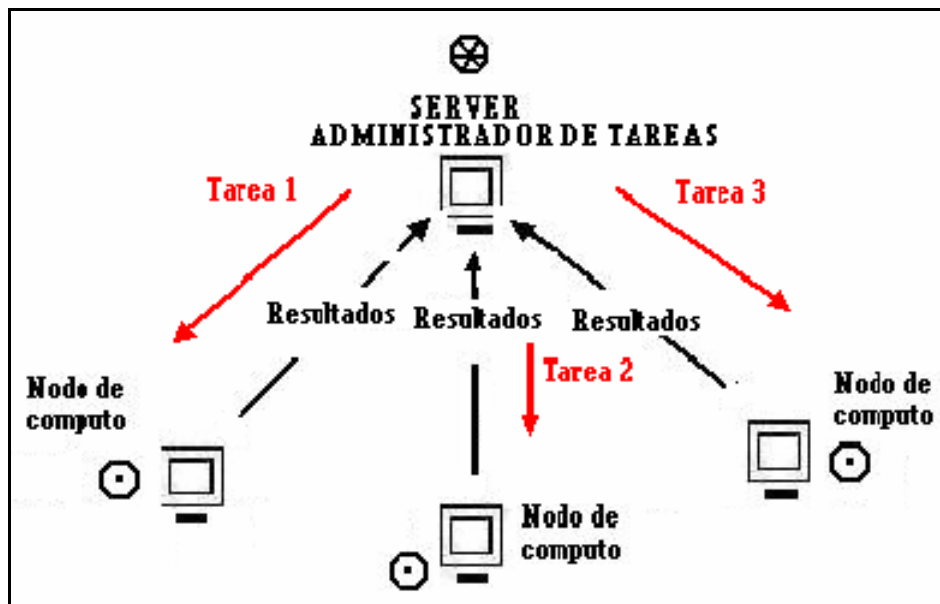 SERVER
ADMINISTRADOR DE TAREAS
Tarea 1
Tarea 3
Resultados
Resultados
Resultados
Tarea 2
Nodo de
computo
Nodo de
computo
Nodo de
computo